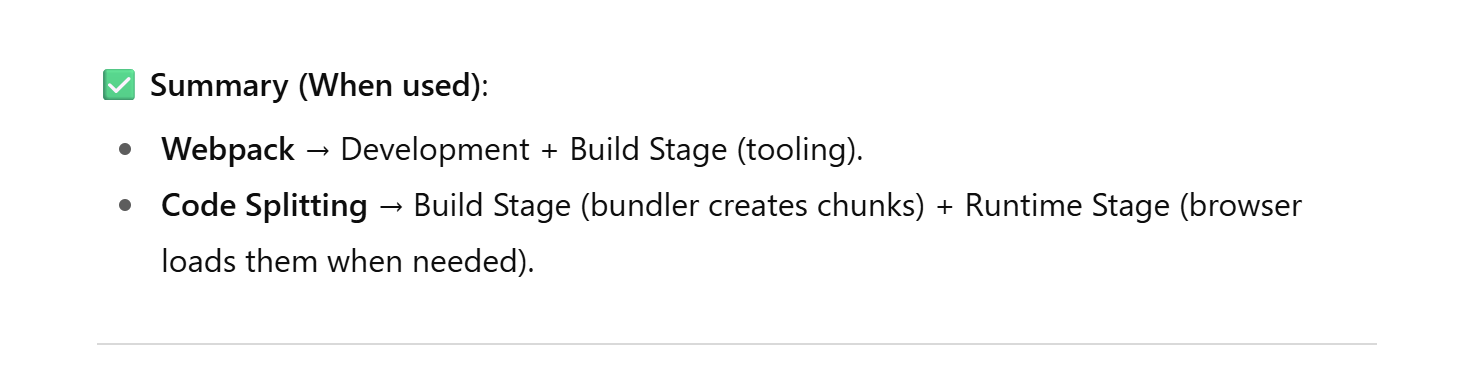 ✅ Summary (When used):
• Webpack → Development + Build Stage (tooling).
• Code Splitting → Build Stage (bundler creates chunks) + Runtime Stage (browser
loads them when needed).